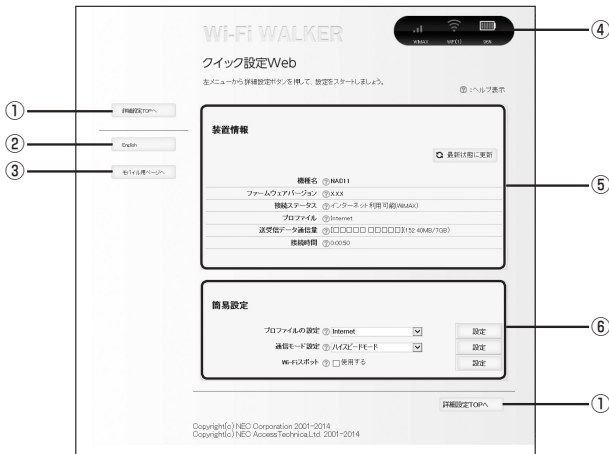 Wi-Fi WALKER
WiMAX WiFi(1) 96%
④
クイック設定Web
左メニューから詳細設定ボタンを押して、設定をスタートしましょう。
?:ヘルプ表示
①
詳細設定TOPへ
②
English
③
モバイル用ページへ
装置情報
最新状態に更新
機種名 ?NAD11
ファームウェアバージョン ?X.X.X
接続ステータス ?インターネット利用可能(WiMAX)
⑤
プロファイル ?Internet
送受信データ通信量 ?[□□□□□ □□□□□](152.40MB/7GB)
接続時間 ?0:00:50
簡易設定
プロファイルの設定 ? Internet 設定
⑥
通信モード設定 ? ハイスピードモード 設定
Wi-Fiスポット ? □使用する 設定
詳細設定TOPへ
①
Copyright(c) NEC Corporation 2001-2014
Copyright(c) NEC AccessTechnica,Ltd. 2001-2014